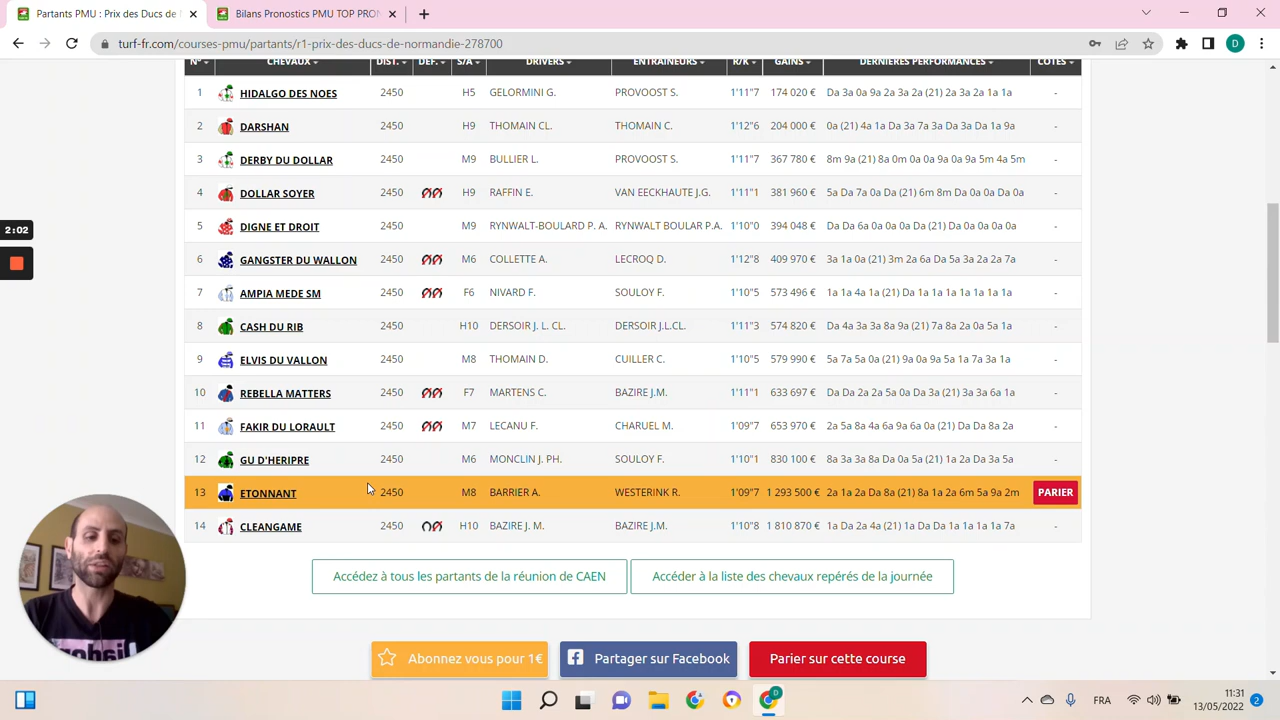 Partants PMU : Prix des Ducs de
Bilans Pronostics PMU TOP PRON
turf-fr.com/courses-pmu/partants/r1-prix-des-ducs-de-normandie-278700
N° CHEVAUX DIST. DEF. S/A DRIVERS ENTRAINEURS R/K GAINS DERNIÈRES PERFORMANCES COTES
1 HIDALGO DES NOES 2450 H5 GELORMINI G. PROVOOST S. 1'11"7 174 020 € Da 3a 0a 9a 2a 3a 2a (21) 2a 3a 2a 1a 1a -
2 DARSHAN 2450 H9 THOMAIN CL. THOMAIN C. 1'12"6 204 000 € 0a (21) 4a 1a Da 3a 7a 3a Da 3a Da 1a 9a -
3 DERBY DU DOLLAR 2450 M9 BULLIER L. PROVOOST S. 1'11"7 367 780 € 8m 9a (21) 8a 0m 0a 0a 9a 0a 9a 5m 4a 5m -
4 DOLLAR SOYER 2450 H9 RAFFIN E. VAN EECKHAUTE J.G. 1'11"1 381 960 € 5a Da 7a 0a Da (21) 6m 8m Da 0a 0a Da 0a -
5 DIGNE ET DROIT 2450 M9 RYNWALT-BOULARD P. A. RYNWALT BOULAR P.A. 1'10"0 394 048 € Da Da 6a 0a 0a 0a Da (21) Da 0a 0a 0a 0a -
6 GANGSTER DU WALLON 2450 M6 COLLETTE A. LECROQ D. 1'12"8 409 970 € 3a 1a 0a (21) 3m 2a 6a Da 5a 3a 2a 2a 7a -
7 AMPIA MEDE SM 2450 F6 NIVARD F. SOULOY F. 1'10"5 573 496 € 1a 1a 4a 1a (21) Da 1a 1a 1a 1a 1a 1a 1a -
8 CASH DU RIB 2450 H10 DERSOIR J. L. CL. DERSOIR J.L.CL. 1'11"3 574 820 € Da 4a 3a 3a 8a 9a (21) 7a 8a 2a 0a 5a 1a -
9 ELVIS DU VALLON 2450 M8 THOMAIN D. CUILLER C. 1'10"5 579 990 € 5a 7a 5a 0a (21) 9a 0a 9a 5a 1a 7a 3a 1a -
10 REBELLA MATTERS 2450 F7 MARTENS C. BAZIRE J.M. 1'11"1 633 697 € Da Da 2a 2a 5a 0a Da 3a (21) 3a 3a 6a 1a -
11 FAKIR DU LORAULT 2450 M7 LECANU F. CHARUEL M. 1'09"7 653 970 € 2a 5a 8a 4a 6a 9a 6a 0a (21) Da Da 8a 2a -
12 GU D'HERIPRE 2450 M6 MONCLIN J. PH. SOULOY F. 1'10"1 830 100 € 8a 3a 3a 8a Da 0a 5a (21) 1a 2a Da 3a 5a -
13 ETONNANT 2450 M8 BARRIER A. WESTERINK R. 1'09"7 1 293 500 € 2a 1a 2a Da 8a (21) 8a 1a 2a 6m 5a 9a 2m PARIER
14 CLEANGAME 2450 H10 BAZIRE J. M. BAZIRE J.M. 1'10"8 1 810 870 € 1a Da 2a 4a (21) 1a Da Da 1a 1a 1a 1a 7a -
2:02
Accédez à tous les partants de la réunion de CAEN
Accéder à la liste des chevaux repérés de la journée
Abonnez vous pour 1€
Partager sur Facebook
Parier sur cette course
FRA
11:31
13/05/2022
2